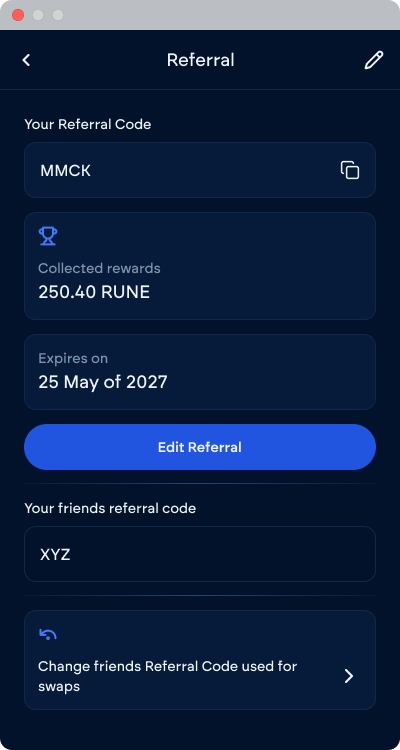 Referral
Your Referral Code
MMCK
Collected rewards
250.40 RUNE
Expires on
25 May of 2027
Edit Referral
Your friends referral code
XYZ
Change friends Referral Code used for
swaps